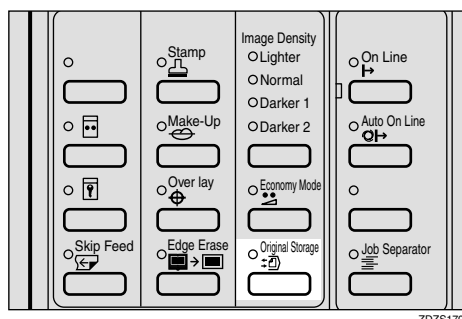 Stamp
Image Density
Lighter
Normal
Darker 1
Darker 2
On Line
Make-Up
Auto On Line
Over lay
Economy Mode
Skip Feed
Edge Erase
Original Storage
Job Separator